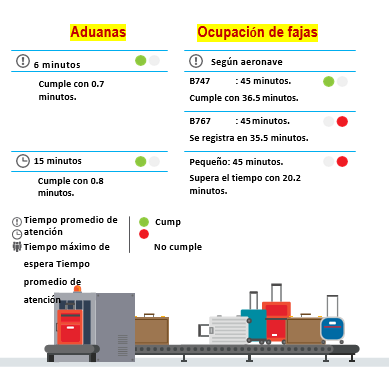 Aduanas
6 minutos
Cumple con 0.7
minutos.
15 minutos
Cumple con 0.8
minutos.
Ocupación de fajas
Según aeronave
B747 : 45 minutos.
Cumple con 36.5 minutos.
B767 : 45 minutos.
Se registra en 35.5 minutos.
Pequeño: 45 minutos.
Supera el tiempo con 20.2
minutos.
Tiempo promedio de
atención
Tiempo máximo de
espera Tiempo
promedio de
atención
Cump
No cumple